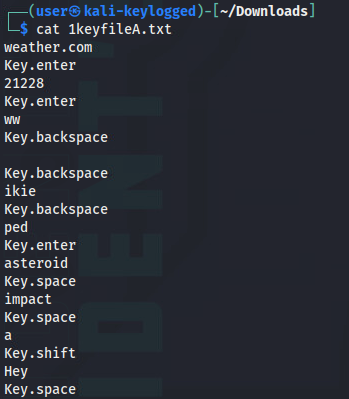 ┌──(user㉿kali-keylogged)-[~/Downloads]
└─$ cat 1keyfileA.txt
weather.com
Key.enter
21228
Key.enter
ww
Key.backspace

Key.backspace
ikie
Key.backspace
ped
Key.enter
asteroid
Key.space
impact
Key.space
a
Key.shift
Hey
Key.space